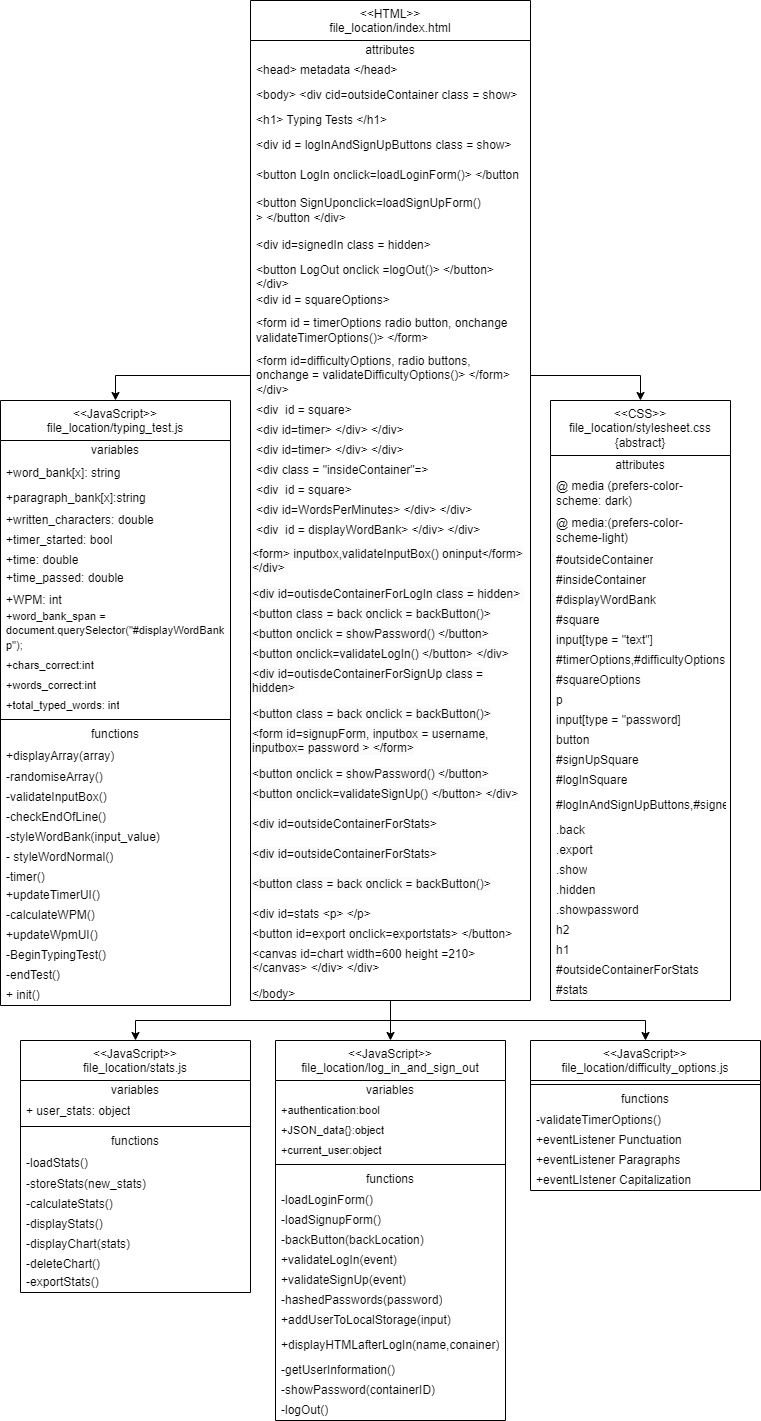 <<HTML>>
file_location/index.html
attributes
<head> metadata </head>
<body> <div cid=outsideContainer class = show>
<h1> Typing Tests </h1>
<div id = logInAndSignUpButtons class = show>
<button LogIn onclick=loadLoginForm()> </button
<button SignUponclick=loadSignUpForm()
> </button </div>
<div id=signedIn class = hidden>
<button LogOut onclick =logOut()> </button>
</div>
<div id = squareOptions>
<form id = timerOptions radio button, onchange
validateTimerOptions()> </form>
<form id=difficultyOptions, radio buttons,
onchange = validateDifficultyOptions()> </form>
</div>
<div  id = square>
<div id=timer> </div> </div>
<div id=timer> </div> </div>
<div class = "insideContainer"=>
<div  id = square>
<div id=WordsPerMinutes> </div> </div>
<div  id = displayWordBank> </div> </div>
<form> inputbox,validateInputBox() oninput</form>
</div>
<div id=outisdeContainerForLogIn class = hidden>
<button class = back onclick = backButton()>
<button onclick = showPassword() </button>
<button onclick=validateLogIn() </button> </div>
<div id=outisdeContainerForSignUp class =
hidden>
<button class = back onclick = backButton()>
<form id=signupForm, inputbox = username,
inputbox= password > </form>
<button onclick = showPassword() </button>
<button onclick=validateSignUp() </button> </div>
<div id=outsideContainerForStats>
<div id=outsideContainerForStats>
<button class = back onclick = backButton()>
<div id=stats <p> </p>
<button id=export onclick=exportstats> </button>
<canvas id=chart width=600 height =210>
</canvas> </div> </div>
</body>
<<JavaScript>>
file_location/typing_test.js
variables
+word_bank[x]: string
+paragraph_bank[x]:string
+written_characters: double
+timer_started: bool
+time: double
+time_passed: double
+WPM: int
+word_bank_span =
document.querySelector("#displayWordBank
p");
+chars_correct:int
+words_correct:int
+total_typed_words: int
functions
+displayArray(array)
-randomiseArray()
-validateInputBox()
-checkEndOfLine()
-styleWordBank(input_value)
- styleWordNormal()
-timer()
+updateTimerUI()
-calculateWPM()
+updateWpmUI()
-BeginTypingTest()
-endTest()
+ init()
<<CSS>>
file_location/stylesheet.css
{abstract}
attributes
@ media (prefers-color-
scheme: dark)
@ media:(prefers-color-
scheme-light)
#outsideContainer
#insideContainer
#displayWordBank
#square
input[type = "text"]
#timerOptions,#difficultyOptions
#squareOptions
p
input[type = "password]
button
#signUpSquare
#logInSquare
#logInAndSignUpButtons,#signe
.back
.export
.show
.hidden
.showpassword
h2
h1
#outsideContainerForStats
#stats
<<JavaScript>>
file_location/stats.js
variables
+ user_stats: object
functions
-loadStats()
-storeStats(new_stats)
-calculateStats()
-displayStats()
-displayChart(stats)
-deleteChart()
-exportStats()
<<JavaScript>>
file_location/log_in_and_sign_out
variables
+authentication:bool
+JSON_data{}:object
+current_user:object
functions
-loadLoginForm()
-loadSignupForm()
-backButton(backLocation)
+validateLogIn(event)
+validateSignUp(event)
-hashedPasswords(password)
+addUserToLocalStorage(input)
+displayHTMLafterLogIn(name,conainer)
-getUserInformation()
-showPassword(containerID)
-logOut()
<<JavaScript>>
file_location/difficulty_options.js
functions
-validateTimerOptions()
+eventListener Punctuation
+eventListener Paragraphs
+eventLIstener Capitalization